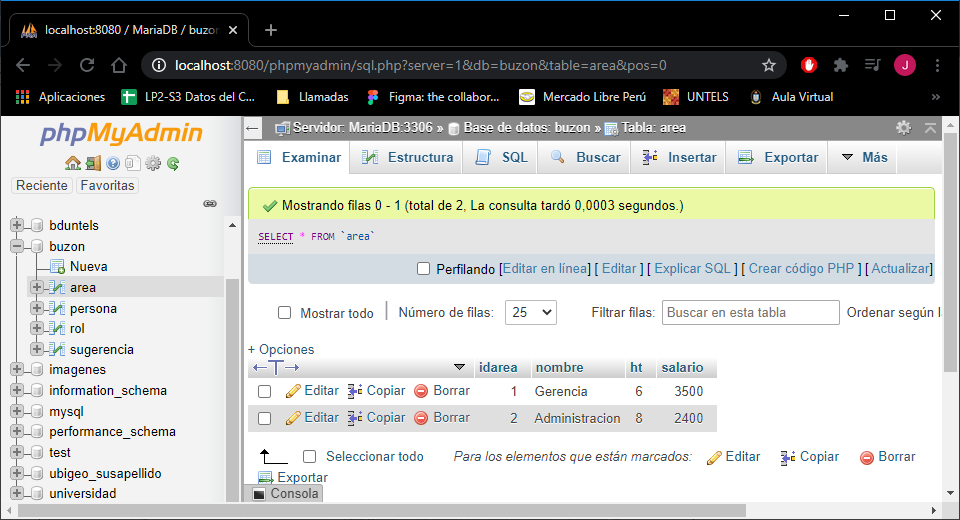 localhost:8080 / MariaDB / buzon
localhost:8080/phpmyadmin/sql.php?server=1&db=buzon&table=area&pos=0
J
Aplicaciones LP2-S3 Datos del C... Llamadas Figma: the collabor... Mercado Libre Perú UNTELS Aula Virtual »
phpMyAdmin
Reciente Favoritas
bduntels
buzon
Nueva
area
persona
rol
sugerencia
imagenes
information_schema
mysql
performance_schema
test
ubigeo_susapellido
universidad
Servidor: MariaDB:3306 » Base de datos: buzon » Tabla: area
Examinar Estructura SQL Buscar Insertar Exportar Más
Mostrando filas 0 - 1 (total de 2, La consulta tardó 0,0003 segundos.)
SELECT * FROM `area`
Perfilando [Editar en línea] [ Editar ] [ Explicar SQL ] [ Crear código PHP ] [ Actualizar]
Mostrar todo Número de filas: 25 Filtrar filas: Buscar en esta tabla Ordenar según l
+ Opciones
←T→ idarea nombre ht salario
Editar Copiar Borrar 1 Gerencia 6 3500
Editar Copiar Borrar 2 Administracion 8 2400
Seleccionar todo Para los elementos que están marcados: Editar Copiar Borrar
Exportar
Consola